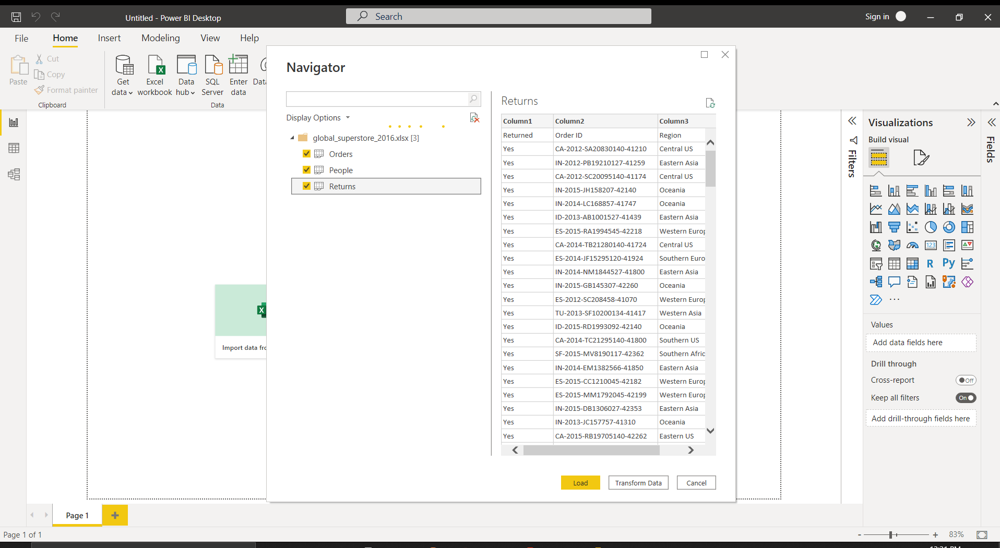 Untitled - Power BI Desktop
Search
Sign in
File
Home
Insert
Modeling
View
Help
Paste
Cut
Copy
Format painter
Clipboard
Get data
Excel workbook
Data hub
SQL Server
Enter data
Data
Navigator
Display Options
global_superstore_2016.xlsx [3]
Orders
People
Returns
Returns
Column1 Column2 Column3
Returned Order ID Region
Yes CA-2012-SA20830140-41210 Central US
Yes IN-2012-PB19210127-41259 Eastern Asia
Yes CA-2012-SC20095140-41174 Central US
Yes IN-2015-JH158207-42140 Oceania
Yes IN-2014-LC168857-41747 Oceania
Yes ID-2013-AB1001527-41439 Eastern Asia
Yes ES-2015-RA1994545-42218 Western Europ
Yes CA-2014-TB21280140-41724 Central US
Yes ES-2014-JF15295120-41924 Southern Euro
Yes IN-2014-NM1844527-41800 Eastern Asia
Yes IN-2015-GB145307-42260 Oceania
Yes ES-2012-SC208458-41070 Western Europ
Yes TU-2013-SF10200134-41417 Western Asia
Yes ID-2015-RD1993092-42140 Oceania
Yes CA-2014-TC21295140-41800 Southern US
Yes SF-2015-MV8190117-42362 Southern Afric
Yes IN-2014-EM1382566-41850 Eastern Asia
Yes ES-2015-CC1210045-42182 Western Europ
Yes ES-2015-MM1792045-42199 Western Europ
Yes IN-2015-DB1306027-42353 Eastern Asia
Yes IN-2013-JC157757-41310 Oceania
Yes CA-2015-RB19705140-42262 Eastern US
Load
Transform Data
Cancel
Data
Import data fro
Filters
Visualizations
Build visual
123
R
Py
...
Values
Add data fields here
Drill through
Cross-report
Off
Keep all filters
On
Add drill-through fields here
Fields
Page 1
Page 1 of 1
83%